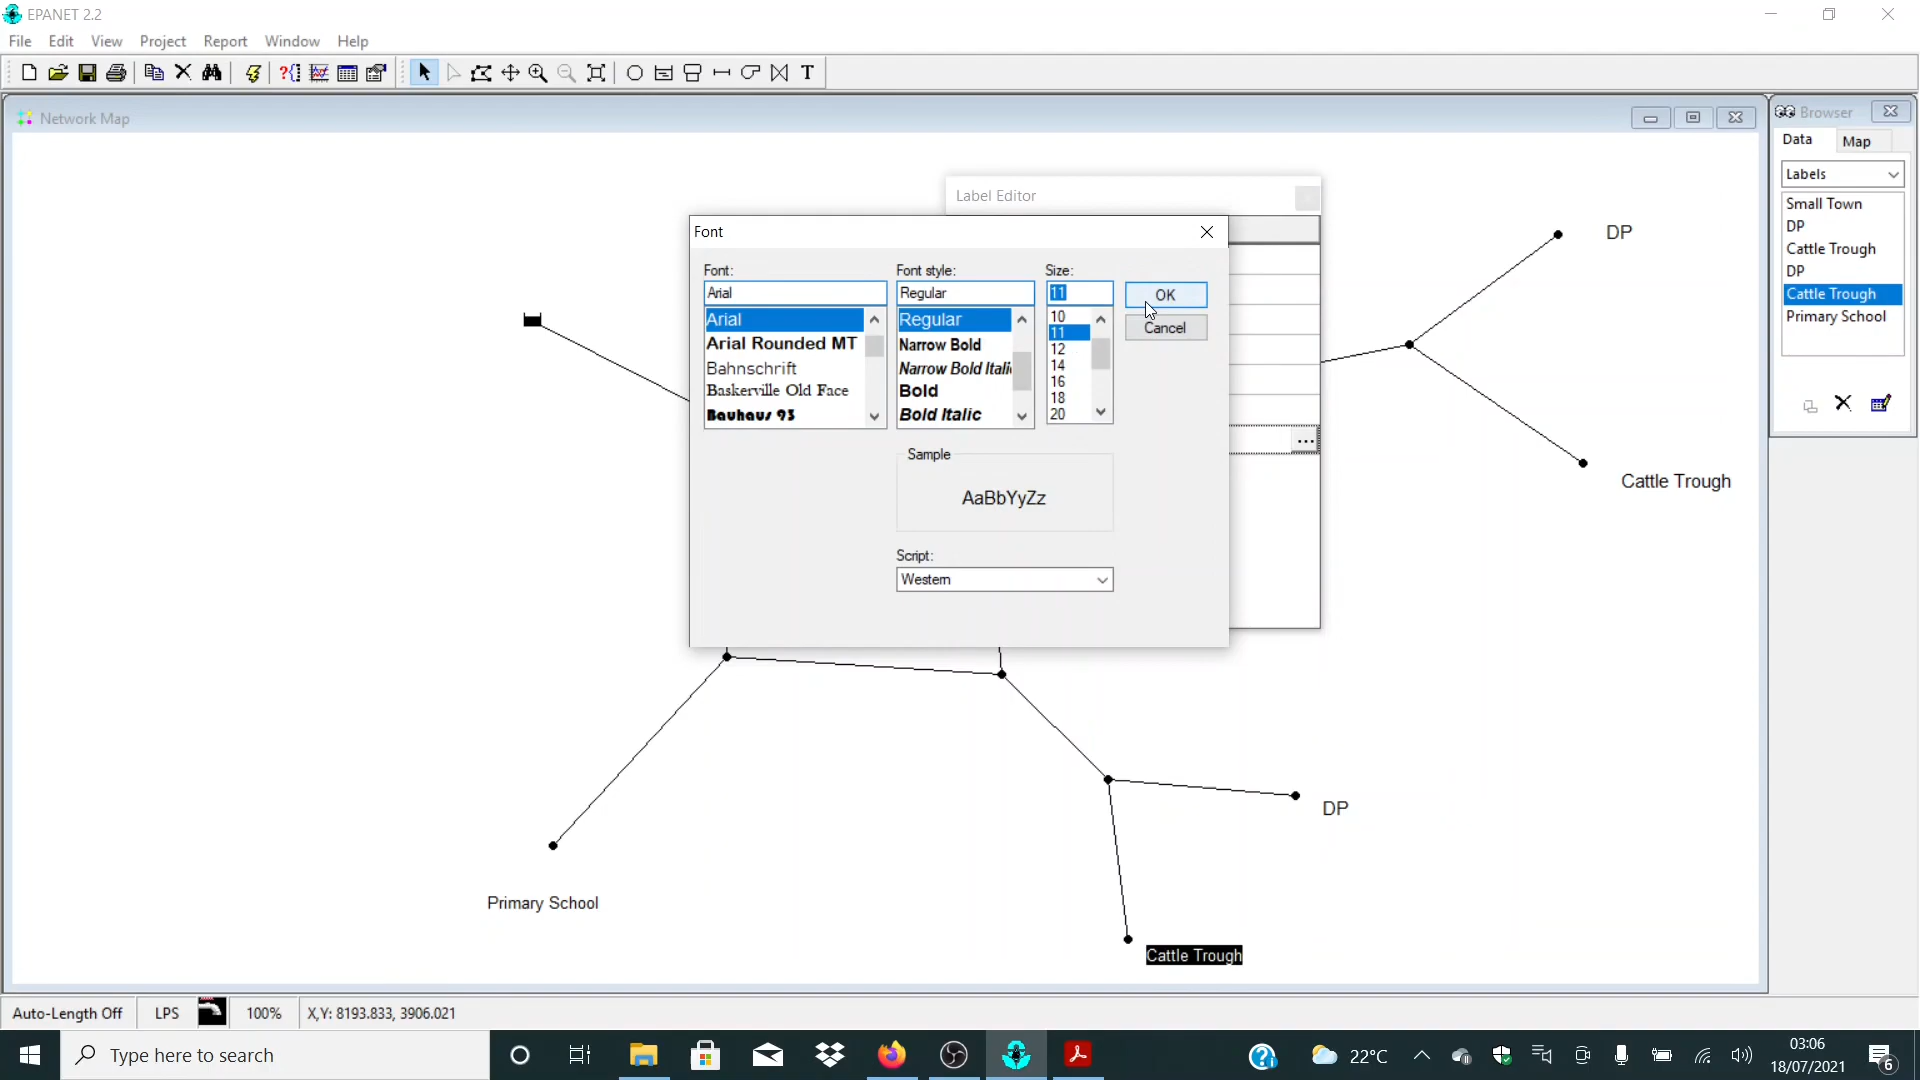 EPANET 2.2
File Edit View Project Report Window Help
T
Network Map
Browser
Data Map
Labels
Small Town
DP
Cattle Trough
DP
Cattle Trough
Primary School
Label Editor
Font
Font: Font style: Size:
Arial Regular 11 OK
Arial Regular 10
Arial Rounded MT Narrow Bold 11 Cancel
Bahnschrift Narrow Bold Itali 12
Baskerville Old Face Bold 14
Bauhaus 93 Bold Italic 16
18
20
...
Sample
AaBbYyZz
Script:
Western
DP
Cattle Trough
DP
Primary School
Cattle Trough
Auto-Length Off LPS 100% X,Y: 8193.833, 3906.021
Type here to search
22°C
03:06
18/07/2021
6